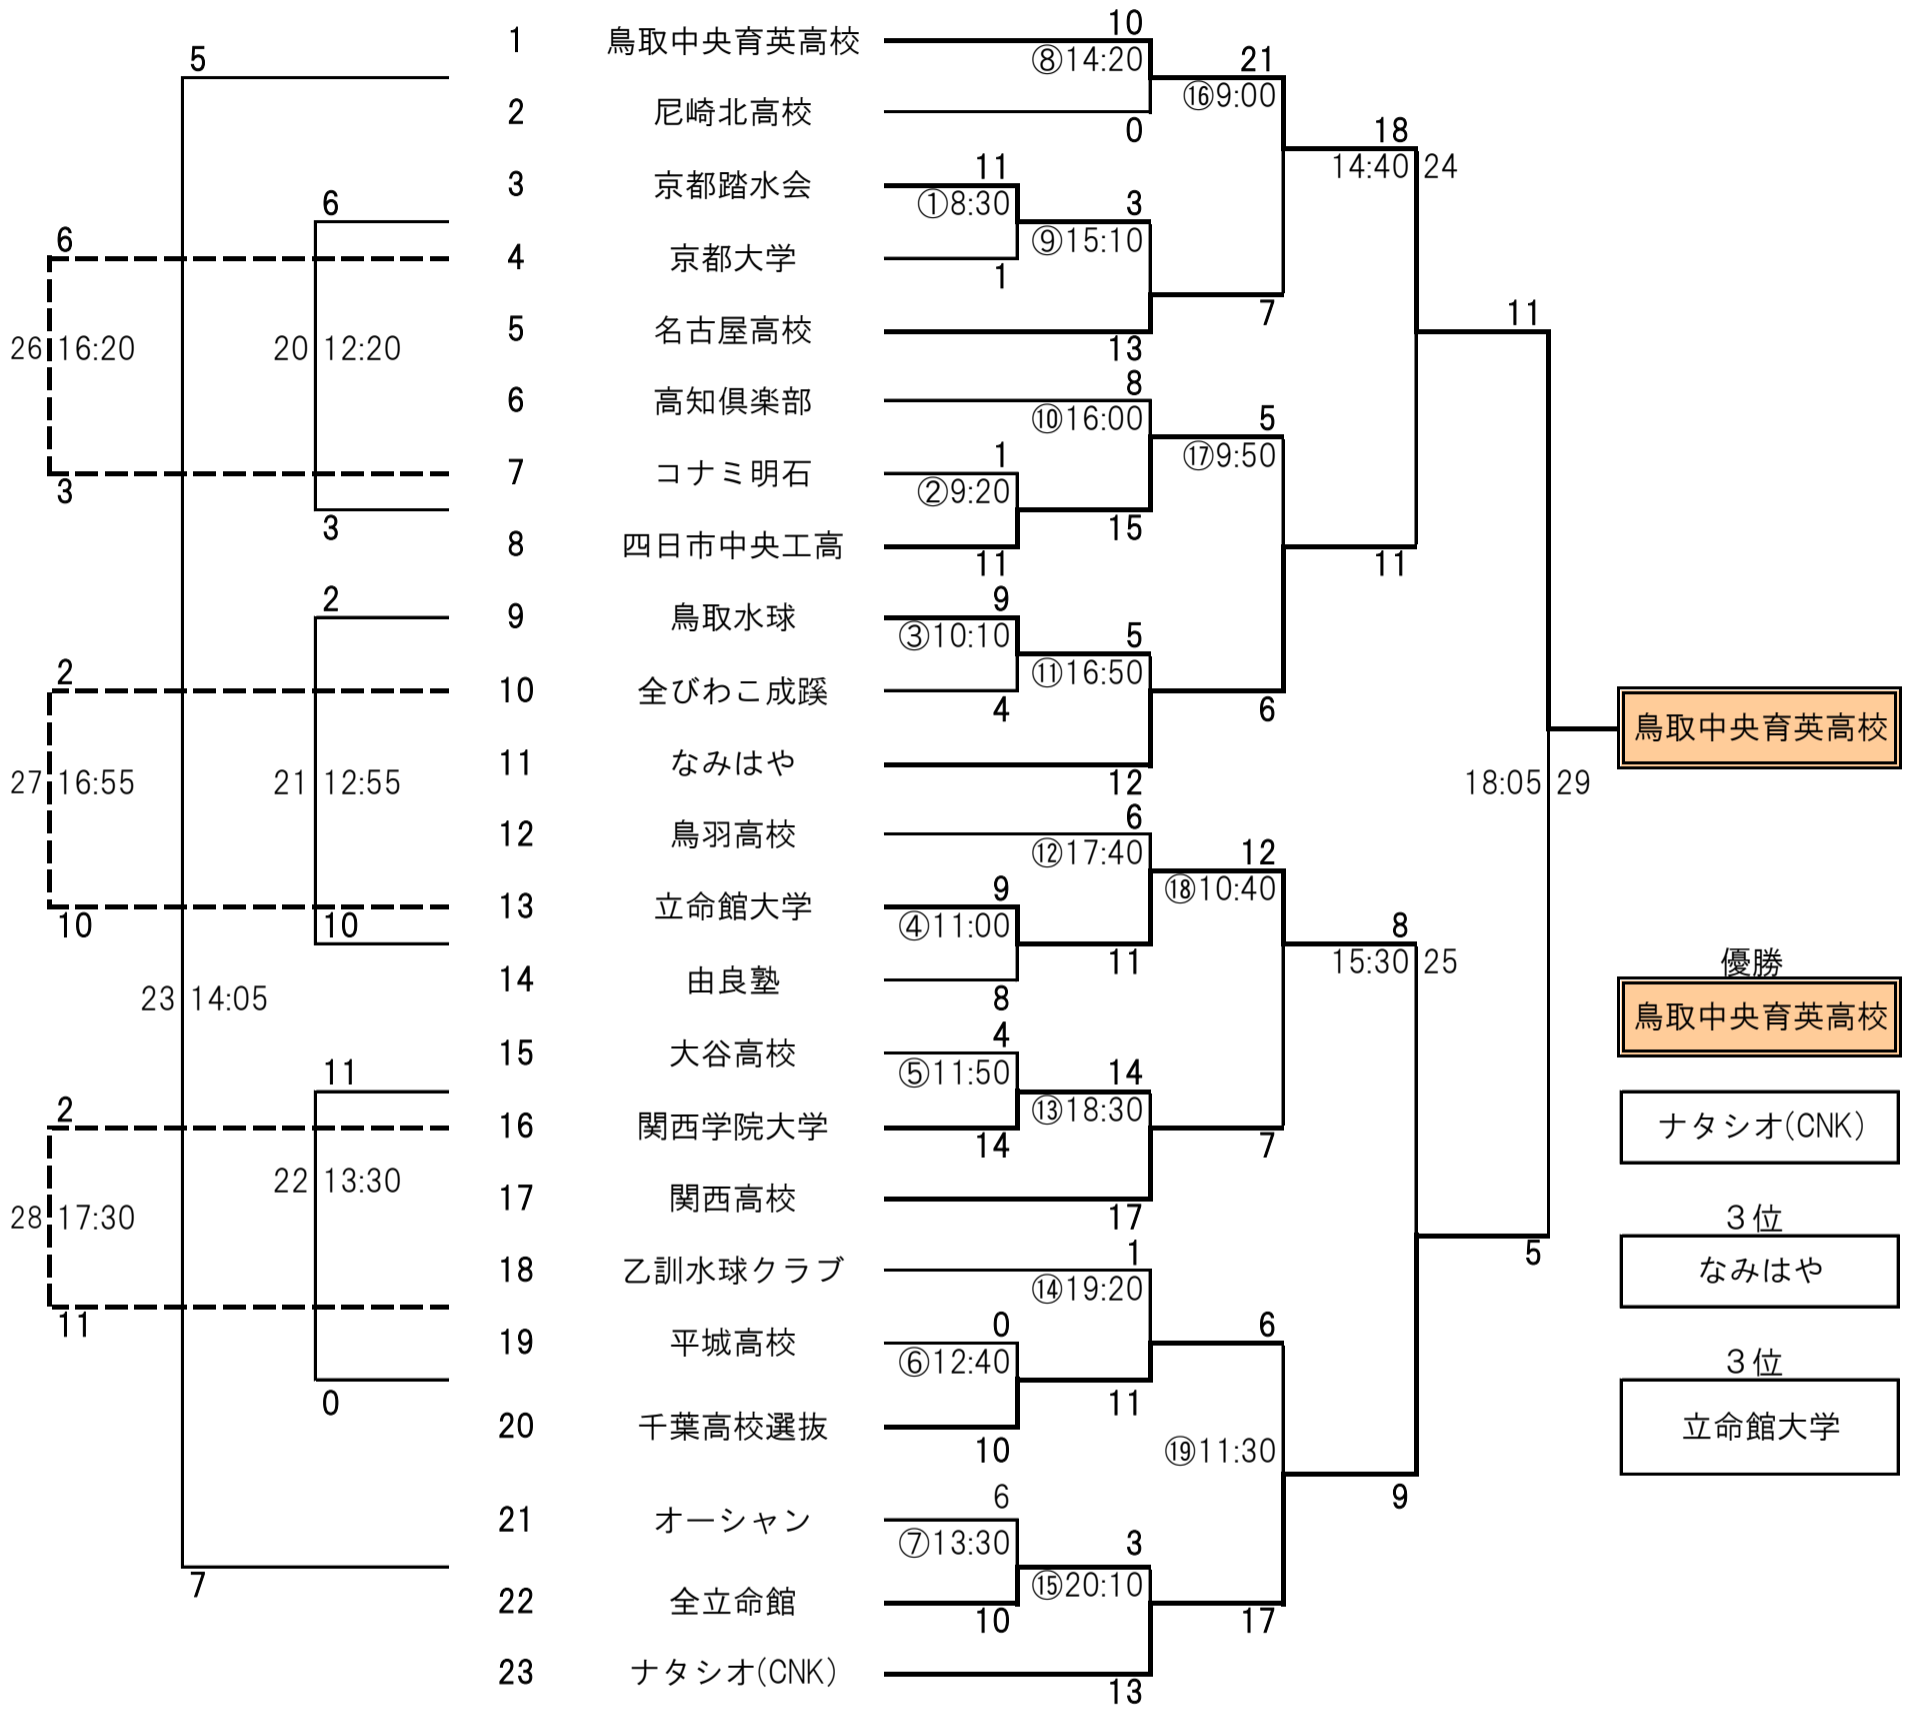 10
1 鳥取中央育英高校
5 ⑧14:20 21
⑯9:00
2 尼崎北高校
0 18
11 14:40 24
3 京都踏水会
6 ①8:30 3
6 ⑨15:10
4 京都大学
1
7 11
5 名古屋高校
26 16:20 20 12:20 13
8
6 高知倶楽部
⑩16:00 5
1 ⑰9:50
7 コナミ明石
3 ②9:20
3 15
8 四日市中央工高
11 11
2 9
9 鳥取水球
③10:10 5
2 ⑪16:50
10 全びわこ成蹊
4 6
鳥取中央育英高校
11 なみはや
27 16:55 21 12:55 12 18:05 29
6
12 鳥羽高校
⑫17:40 12
9 ⑱10:40
13 立命館大学
10 10 ④11:00 8
11 15:30 25
優勝
14 由良塾
23 14:05 8 鳥取中央育英高校
4
15 大谷高校
11 ⑤11:50 14
2 ⑬18:30
16 関西学院大学 ナタシオ(CNK)
14 7
22 13:30
17 関西高校
28 17:30 17 3位
1 5
18 乙訓水球クラブ なみはや
⑭19:20
11 0 6
19 平城高校
⑥12:40 3位
0 11
20 千葉高校選抜 立命館大学
10 ⑲11:30
6 9
21 オーシャン
⑦13:30 3
7 ⑮20:10
22 全立命館
10 17
23 ナタシオ(CNK)
13